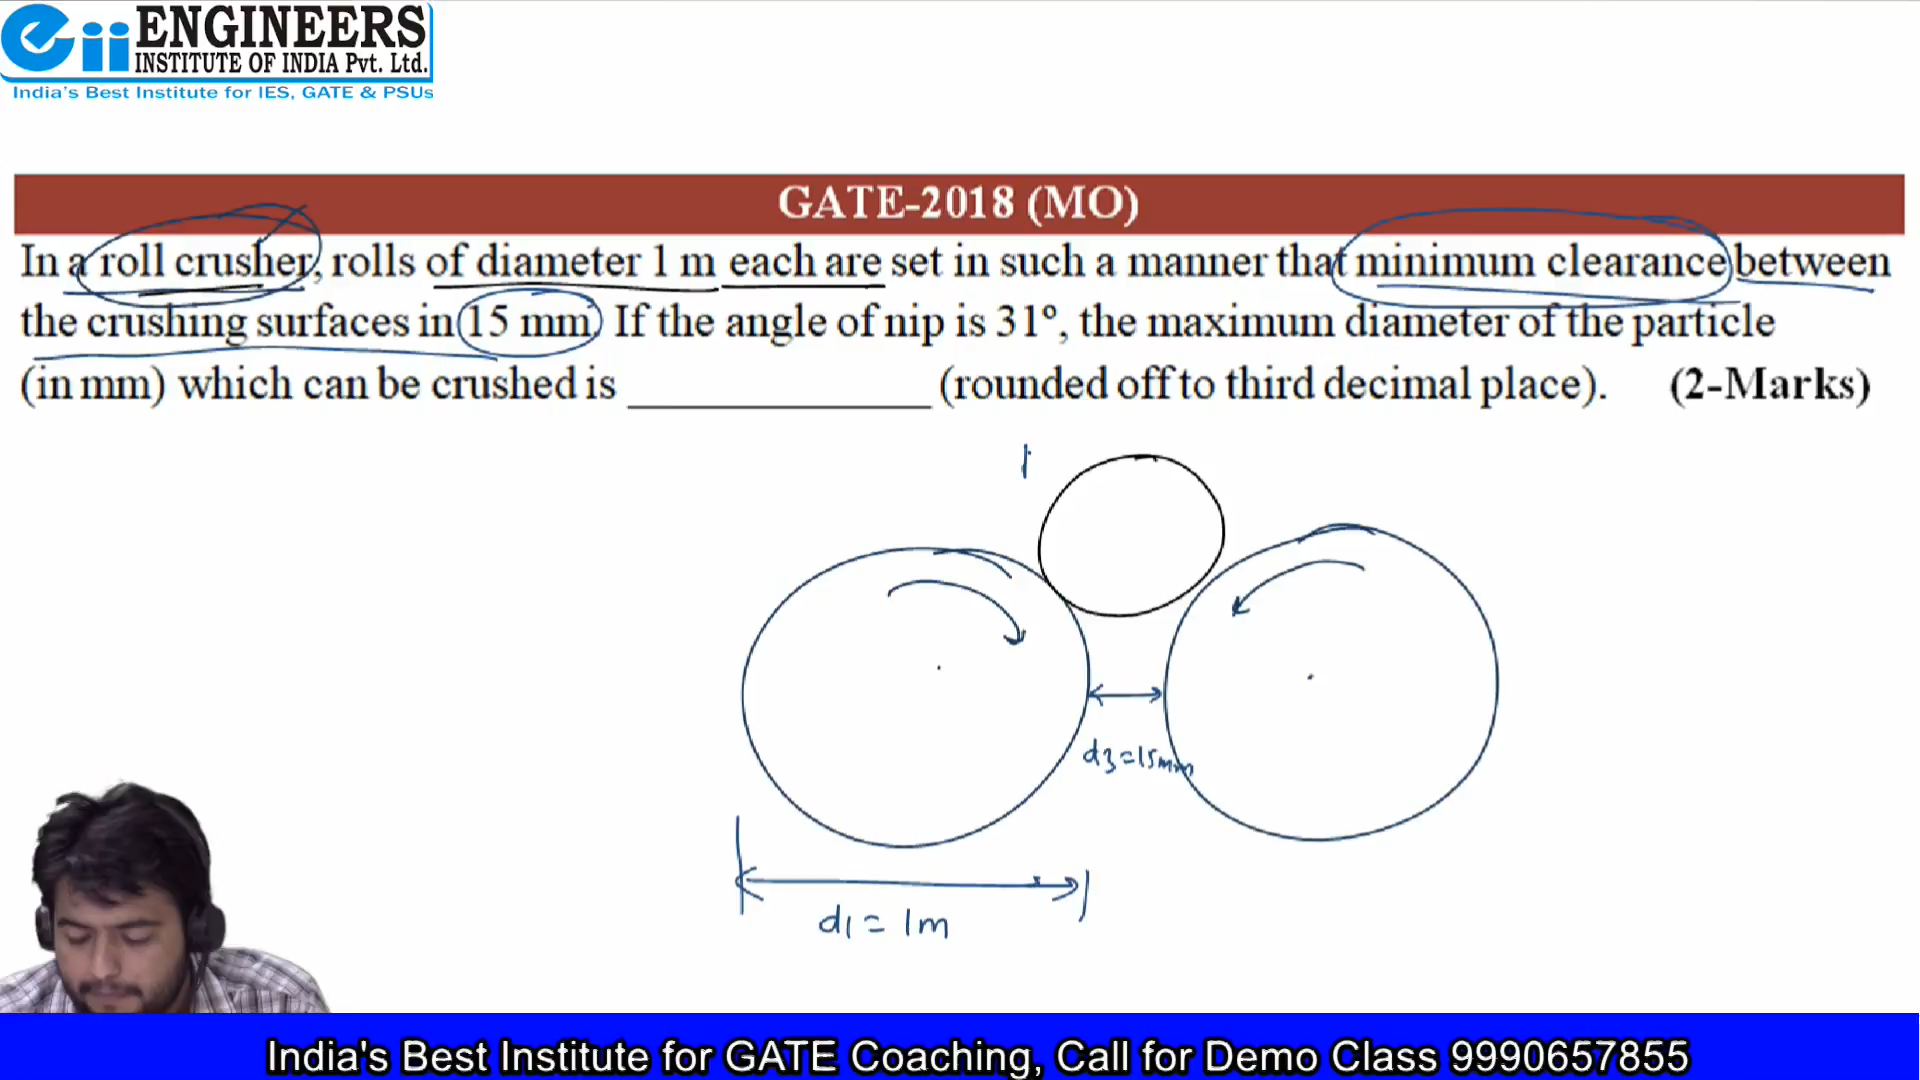 eii ENGINEERS
INSTITUTE OF INDIA Pvt. Ltd.
India's Best Institute for IES, GATE & PSUs
GATE-2018 (MO)
In a roll crusher, rolls of diameter 1 m each are set in such a manner that minimum clearance between
the crushing surfaces in 15 mm. If the angle of nip is 31º, the maximum diameter of the particle
(in mm) which can be crushed is ____________ (rounded off to third decimal place). (2-Marks)
d3=15mm
d1= 1m
India's Best Institute for GATE Coaching, Call for Demo Class 9990657855